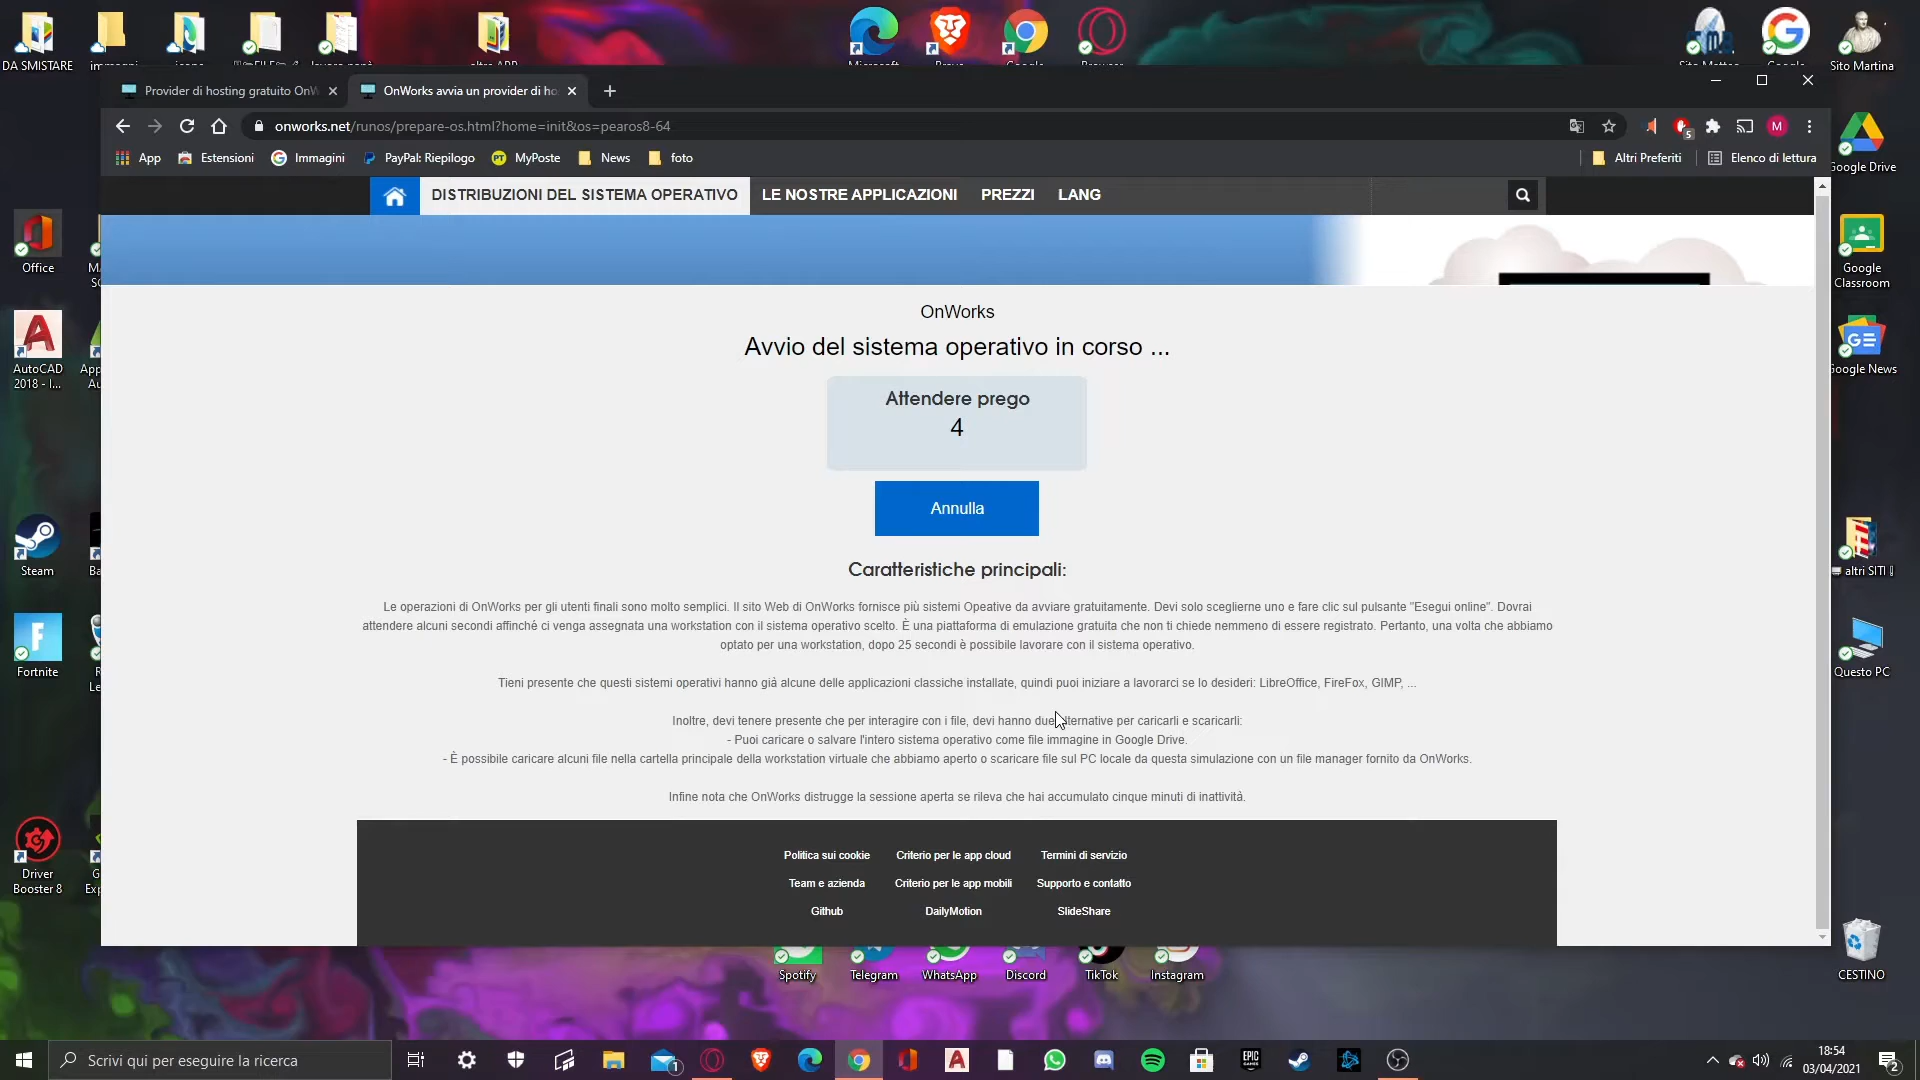 DA SMISTARE
Sito Martina
Provider di hosting gratuito OnW
OnWorks avvia un provider di ho
onworks.net/runos/prepare-os.html?home=init&os=pearos8-64
5
M
App
Estensioni
Immagini
PayPal: Riepilogo
MyPoste
News
foto
Altri Preferiti
Elenco di lettura
DISTRIBUZIONI DEL SISTEMA OPERATIVO
LE NOSTRE APPLICAZIONI
PREZZI
LANG
OnWorks
Avvio del sistema operativo in corso ...
Attendere prego
4
Annulla
Caratteristiche principali:
Le operazioni di OnWorks per gli utenti finali sono molto semplici. Il sito Web di OnWorks fornisce più sistemi Opeative da avviare gratuitamente. Devi solo sceglierne uno e fare clic sul pulsante "Esegui online". Dovrai
attendere alcuni secondi affinché ci venga assegnata una workstation con il sistema operativo scelto. È una piattaforma di emulazione gratuita che non ti chiede nemmeno di essere registrato. Pertanto, una volta che abbiamo
optato per una workstation, dopo 25 secondi è possibile lavorare con il sistema operativo.
Tieni presente che questi sistemi operativi hanno già alcune delle applicazioni classiche installate, quindi puoi iniziare a lavorarci se lo desideri: LibreOffice, FireFox, GIMP, ...
Inoltre, devi tenere presente che per interagire con i file, devi hanno due alternative per caricarli e scaricarli:
- Puoi caricare o salvare l'intero sistema operativo come file immagine in Google Drive.
- È possibile caricare alcuni file nella cartella principale della workstation virtuale che abbiamo aperto o scaricare file sul PC locale da questa simulazione con un file manager fornito da OnWorks.
Infine nota che OnWorks distrugge la sessione aperta se rileva che hai accumulato cinque minuti di inattività.
Politica sui cookie
Criterio per le app cloud
Termini di servizio
Team e azienda
Criterio per le app mobili
Supporto e contatto
Github
DailyMotion
SlideShare
Office
AutoCAD
2018 - I...
Steam
Fortnite
Driver
Booster 8
Google Drive
Google
Classroom
Google News
altri SITI
Questo PC
CESTINO
Spotify
Telegram
WhatsApp
Discord
TikTok
Instagram
Scrivi qui per eseguire la ricerca
1
EPIC
GAMES
18:54
03/04/2021
2